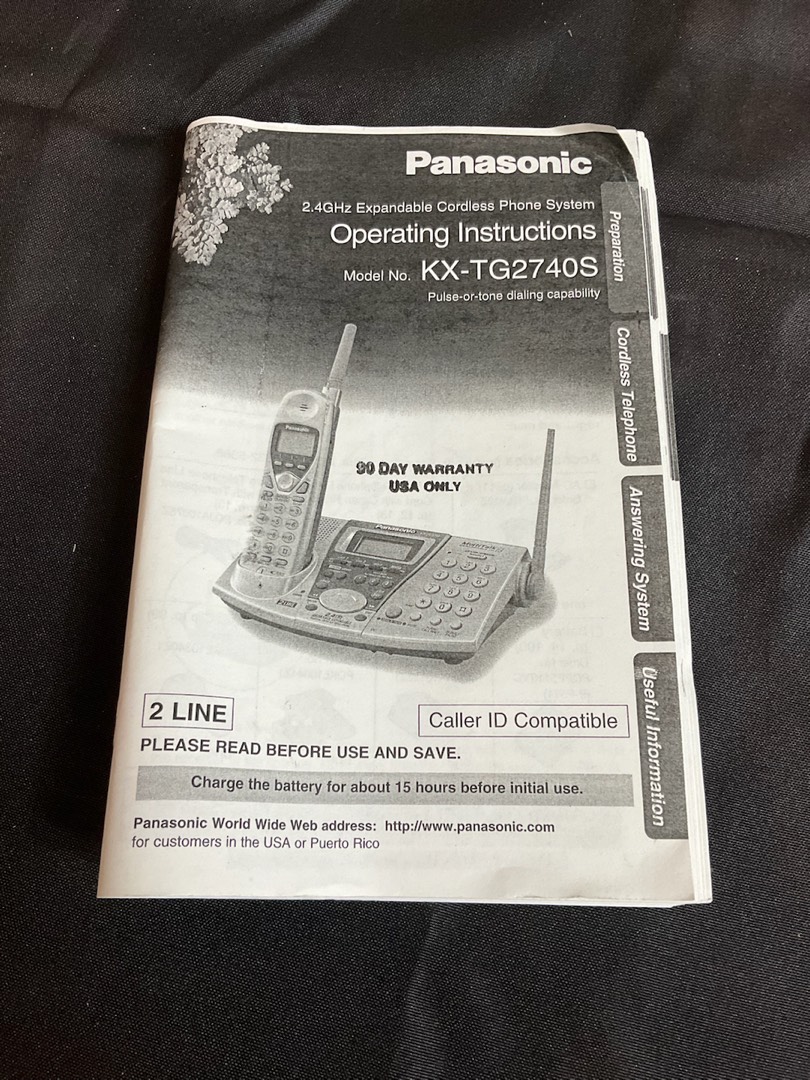 Panasonic
2.4GHz Expandable Cordless Phone System
Operating Instructions
Model No. KX-TG2740S
Pulse-or-tone dialing capability
Preparation
Cordless Telephone
Answering System
Useful Information
Panasonic
90 DAY WARRANTY
USA ONLY
Panasonic
2 LINE
Caller ID Compatible
PLEASE READ BEFORE USE AND SAVE.
Charge the battery for about 15 hours before initial use.
Panasonic World Wide Web address: http://www.panasonic.com
for customers in the USA or Puerto Rico